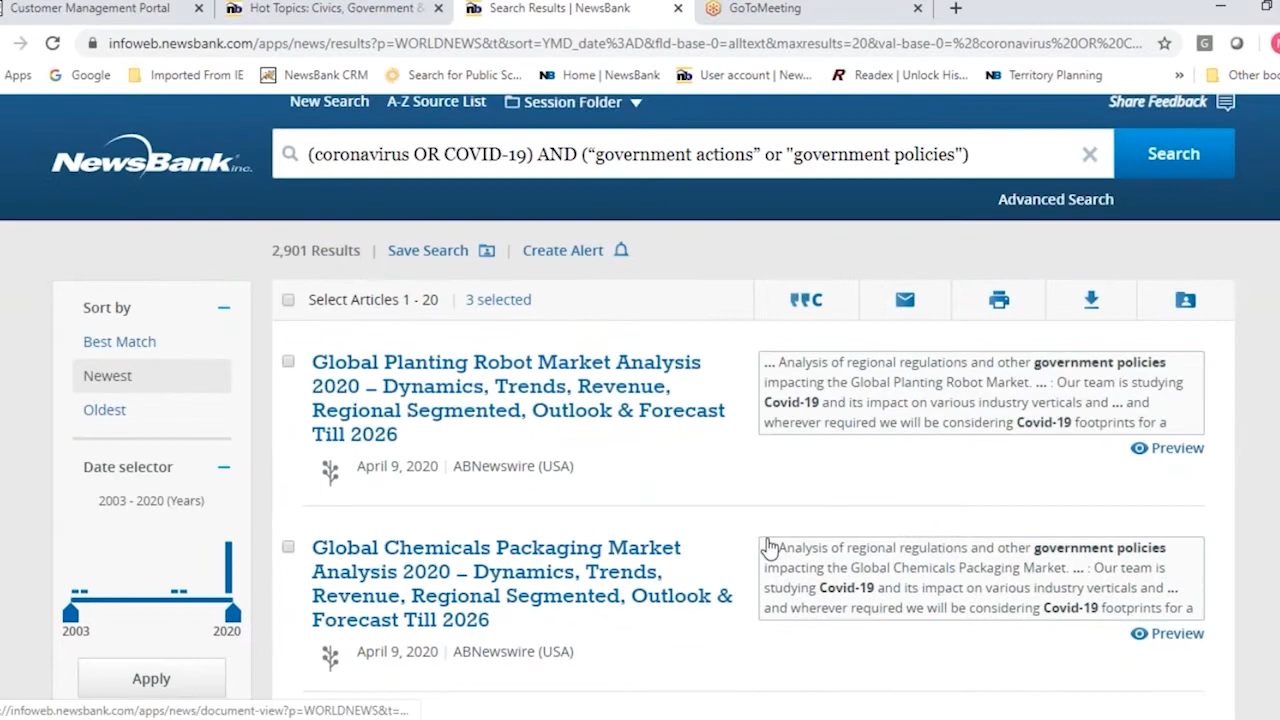 Customer Management Portal
Hot Topics: Civics, Government &
Search Results | NewsBank
GoToMeeting
infoweb.newsbank.com/apps/news/results?p=WORLDNEWS&t&sort=YMD_date%3AD&fld-base-0=alltext&maxresults=20&val-base-0=%28coronavirus%20OR%20C...
Apps
Google
Imported From IE
NewsBank CRM
Search for Public Sc...
Home | NewsBank
User account | New...
Readex | Unlock His...
Territory Planning
»
Other boo
New Search
A-Z Source List
Session Folder
Share Feedback
NewsBank inc.
(coronavirus OR COVID-19) AND (“government actions” or "government policies")
Search
Advanced Search
2,901 Results | Save Search | Create Alert
Sort by
Best Match
Newest
Oldest
Date selector
2003 - 2020 (Years)
2003
2020
Apply
Select Articles 1 - 20 | 3 selected
Global Planting Robot Market Analysis
2020 – Dynamics, Trends, Revenue,
Regional Segmented, Outlook & Forecast
Till 2026
April 9, 2020 | ABNewswire (USA)
... Analysis of regional regulations and other government policies
impacting the Global Planting Robot Market. ... : Our team is studying
Covid-19 and its impact on various industry verticals and ... and
wherever required we will be considering Covid-19 footprints for a
Preview
Global Chemicals Packaging Market
Analysis 2020 – Dynamics, Trends,
Revenue, Regional Segmented, Outlook &
Forecast Till 2026
April 9, 2020 | ABNewswire (USA)
Analysis of regional regulations and other government policies
impacting the Global Chemicals Packaging Market. ... : Our team is
studying Covid-19 and its impact on various industry verticals and ...
and wherever required we will be considering Covid-19 footprints for a
Preview
://infoweb.newsbank.com/apps/news/document-view?p=WORLDNEWS&t=...